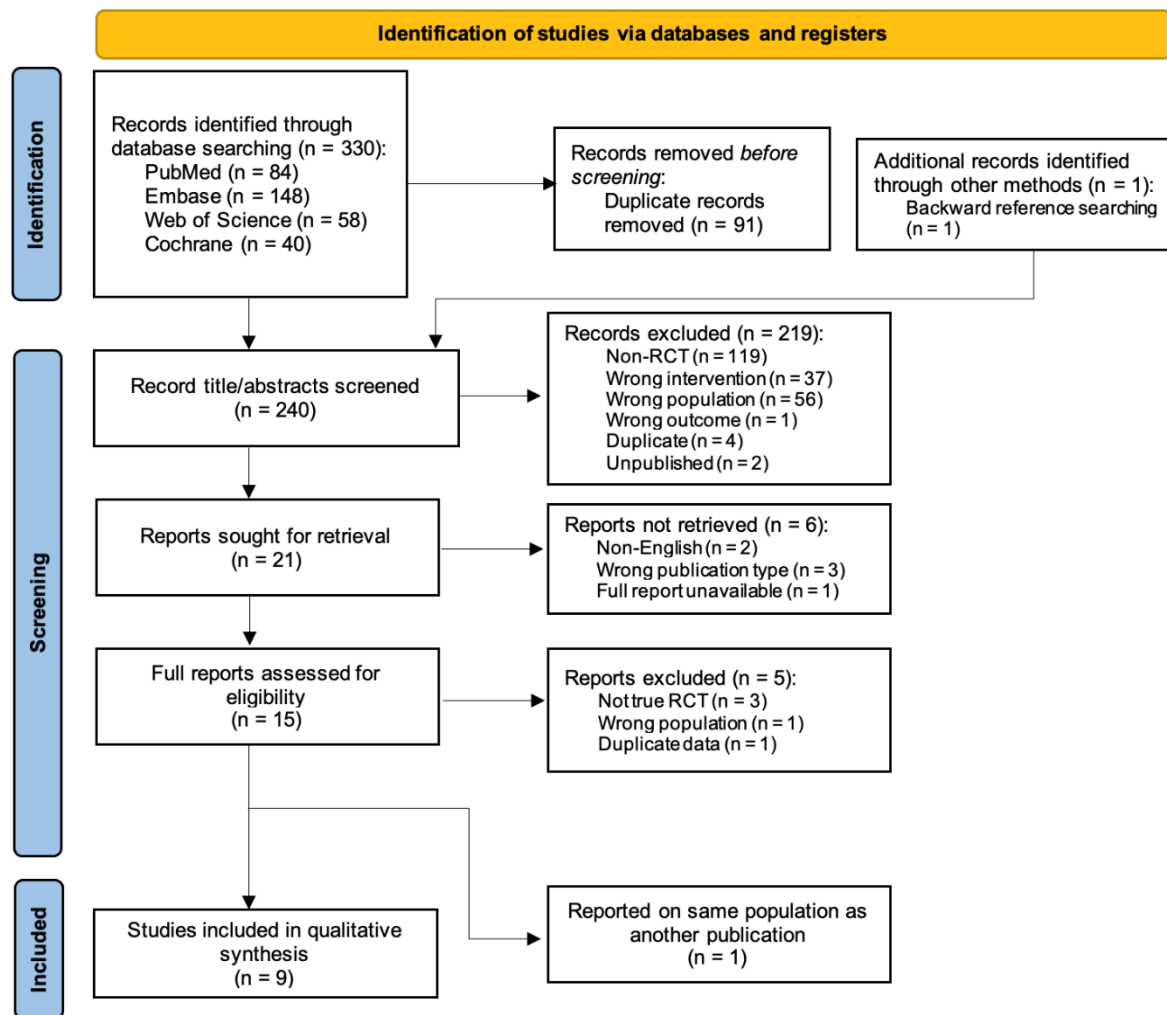 Identification of studies via databases and registers
Identification
Records identified through
database searching (n = 330):
PubMed (n = 84)
Embase (n = 148)
Web of Science (n = 58)
Cochrane (n = 40)
Records removed before
screening:
Duplicate records
removed (n = 91)
Additional records identified
through other methods (n = 1):
Backward reference searching
(n = 1)
Screening
Record title/abstracts screened
(n = 240)
Records excluded (n = 219):
Non-RCT (n = 119)
Wrong intervention (n = 37)
Wrong population (n = 56)
Wrong outcome (n = 1)
Duplicate (n = 4)
Unpublished (n = 2)
Reports sought for retrieval
(n = 21)
Reports not retrieved (n = 6):
Non-English (n = 2)
Wrong publication type (n = 3)
Full report unavailable (n = 1)
Full reports assessed for
eligibility
(n = 15)
Reports excluded (n = 5):
Not true RCT (n = 3)
Wrong population (n = 1)
Duplicate data (n = 1)
Included
Studies included in qualitative
synthesis
(n = 9)
Reported on same population as
another publication
(n = 1)